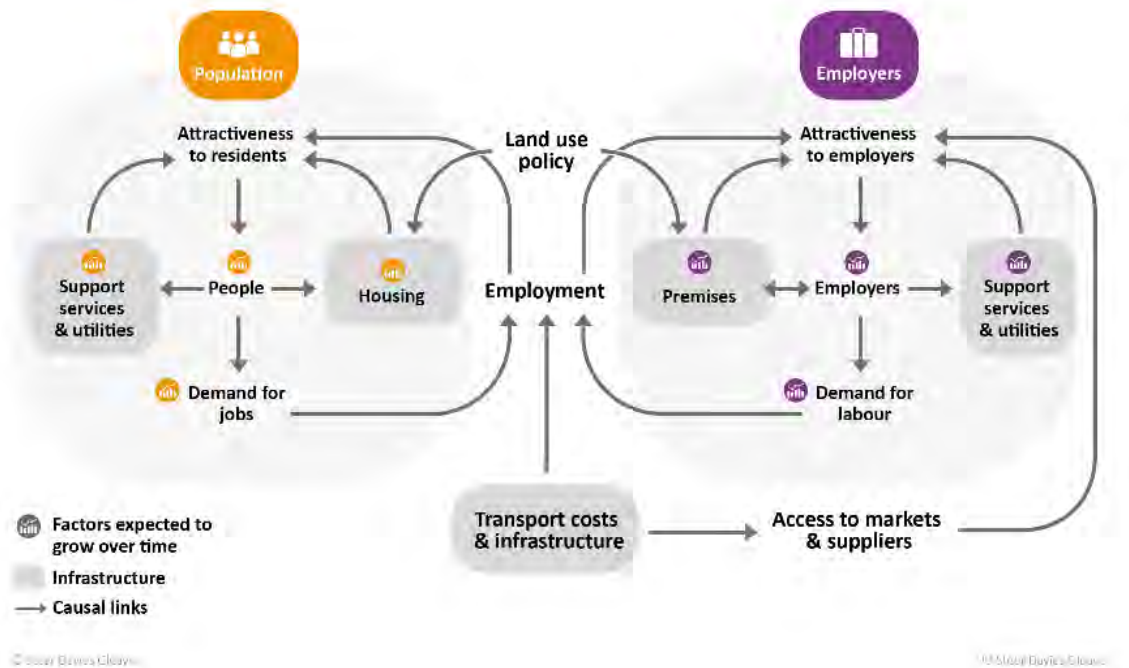 Population
Employers
Attractiveness
to residents
Land use
policy
Attractiveness
to employers
Support
services
& utilities
People
Housing
Employment
Premises
Employers
Support
services
& utilities
Demand for
jobs
Demand for
labour
Transport costs
& infrastructure
Access to markets
& suppliers
Factors expected to
grow over time
Infrastructure
Causal links